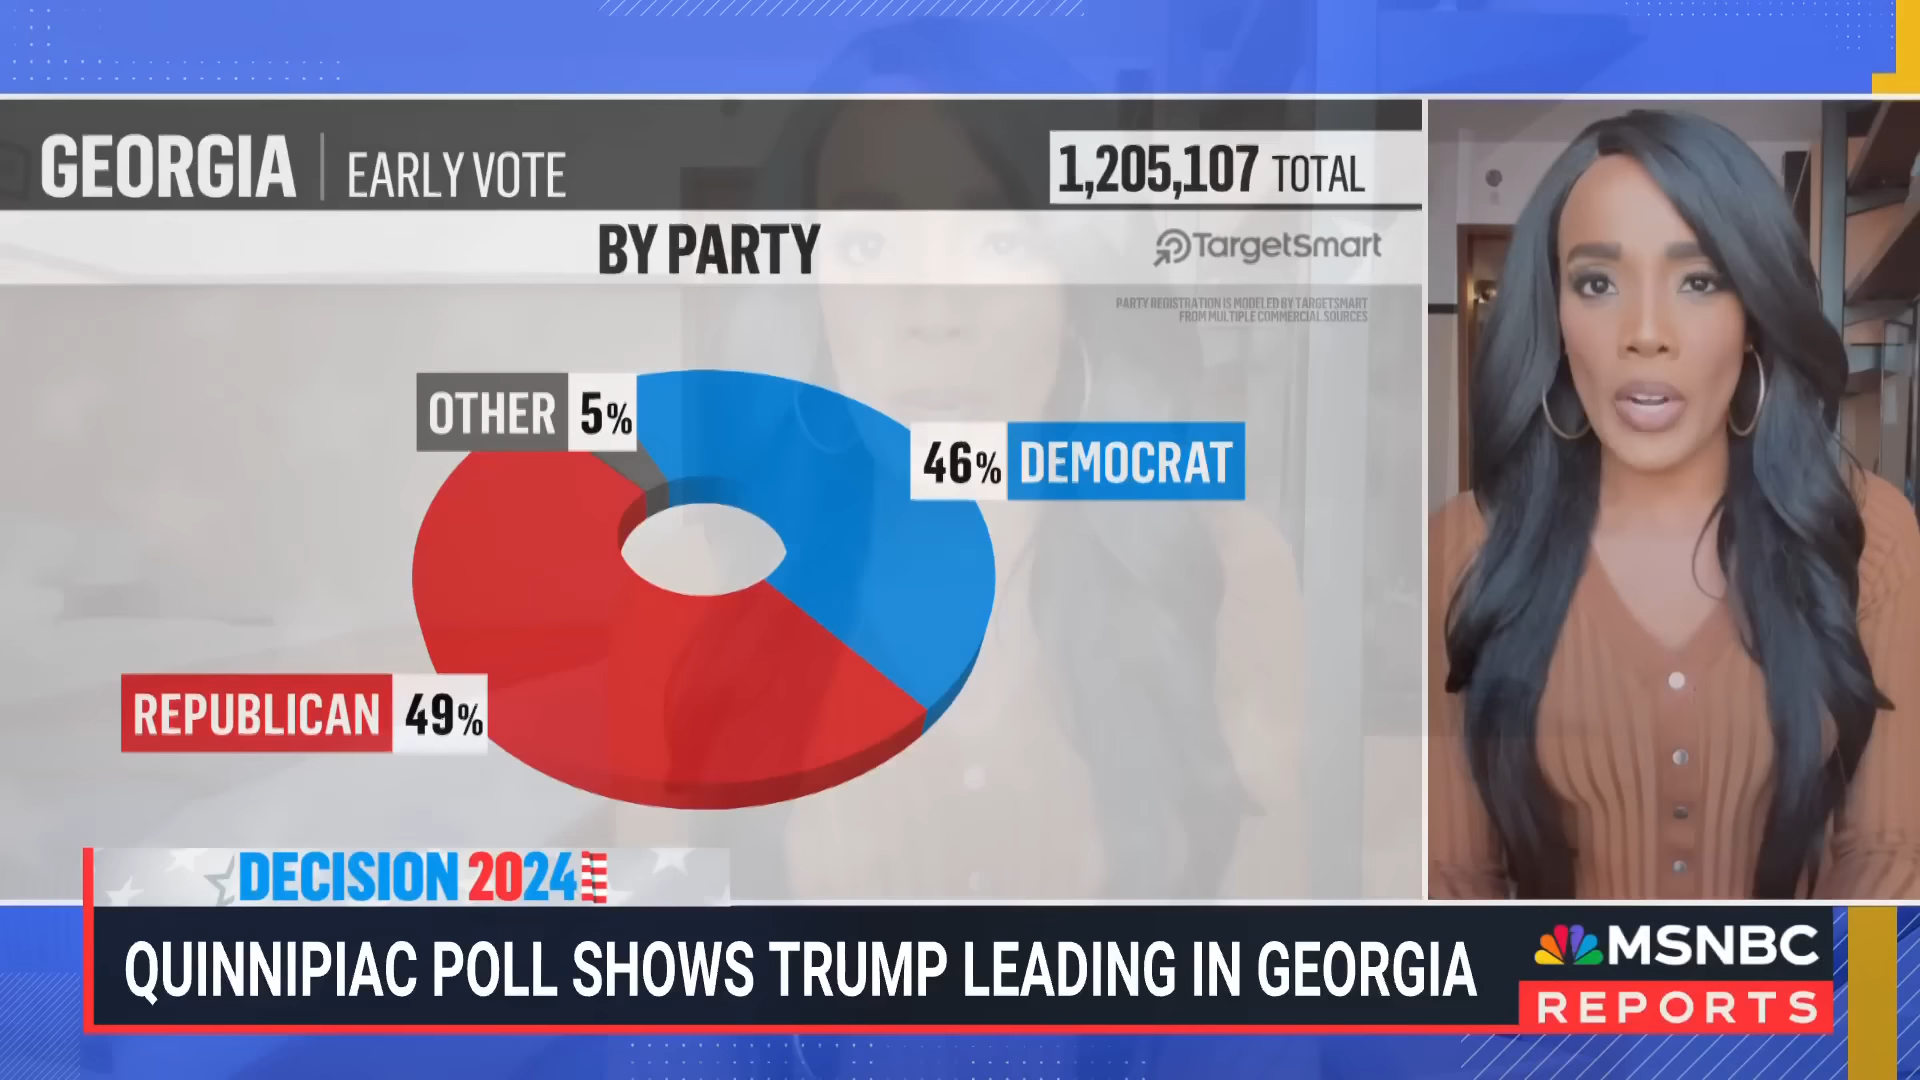 GEORGIA | EARLY VOTE
1,205,107 TOTAL
BY PARTY
TargetSmart
PARTY REGISTRATION IS MODELED BY TARGETSMART
FROM MULTIPLE COMMERCIAL SOURCES
OTHER 5%
46% DEMOCRAT
REPUBLICAN 49%
DECISION 2024
QUINNIPIAC POLL SHOWS TRUMP LEADING IN GEORGIA
MSNBC
REPORTS